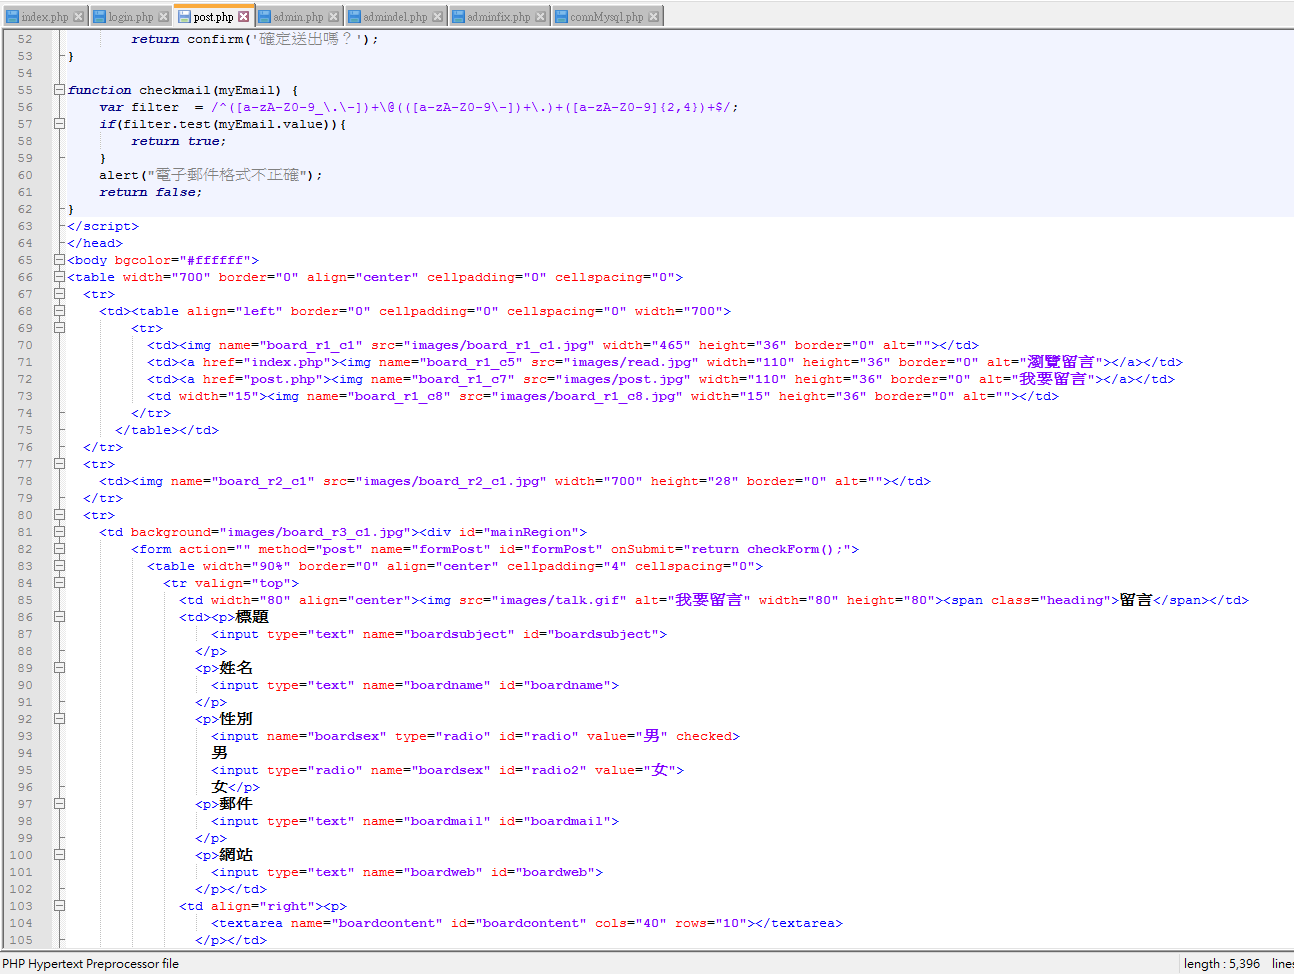 index.php login.php post.php admin.php admindel.php adminfix.php connMysql.php
52 return confirm('確定送出嗎？');
53 }
54
55 function checkmail(myEmail) {
56 var filter  = /^([a-zA-Z0-9_\.\-])+\@(([a-zA-Z0-9\-])+\.)+([a-zA-Z0-9]{2,4})+$/;
57 if(filter.test(myEmail.value)){
58 return true;
59 }
60 alert("電子郵件格式不正確");
61 return false;
62 }
63 </script>
64 </head>
65 <body bgcolor="#ffffff">
66 <table width="700" border="0" align="center" cellpadding="0" cellspacing="0">
67 <tr>
68 <td><table align="left" border="0" cellpadding="0" cellspacing="0" width="700">
69 <tr>
70 <td><img name="board_r1_c1" src="images/board_r1_c1.jpg" width="465" height="36" border="0" alt=""></td>
71 <td><a href="index.php"><img name="board_r1_c5" src="images/read.jpg" width="110" height="36" border="0" alt="瀏覽留言"></a></td>
72 <td><a href="post.php"><img name="board_r1_c7" src="images/post.jpg" width="110" height="36" border="0" alt="我要留言"></a></td>
73 <td width="15"><img name="board_r1_c8" src="images/board_r1_c8.jpg" width="15" height="36" border="0" alt=""></td>
74 </tr>
75 </table></td>
76 </tr>
77 <tr>
78 <td><img name="board_r2_c1" src="images/board_r2_c1.jpg" width="700" height="28" border="0" alt=""></td>
79 </tr>
80 <tr>
81 <td background="images/board_r3_c1.jpg"><div id="mainRegion">
82 <form action="" method="post" name="formPost" id="formPost" onSubmit="return checkForm();">
83 <table width="90%" border="0" align="center" cellpadding="4" cellspacing="0">
84 <tr valign="top">
85 <td width="80" align="center"><img src="images/talk.gif" alt="我要留言" width="80" height="80"><span class="heading">留言</span></td>
86 <td><p>標題
87 <input type="text" name="boardsubject" id="boardsubject">
88 </p>
89 <p>姓名
90 <input type="text" name="boardname" id="boardname">
91 </p>
92 <p>性別
93 <input name="boardsex" type="radio" id="radio" value="男" checked>
94 男
95 <input type="radio" name="boardsex" id="radio2" value="女">
96 女</p>
97 <p>郵件
98 <input type="text" name="boardmail" id="boardmail">
99 </p>
100 <p>網站
101 <input type="text" name="boardweb" id="boardweb">
102 </p></td>
103 <td align="right"><p>
104 <textarea name="boardcontent" id="boardcontent" cols="40" rows="10"></textarea>
105 </p></td>
PHP Hypertext Preprocessor file length : 5,396 lines